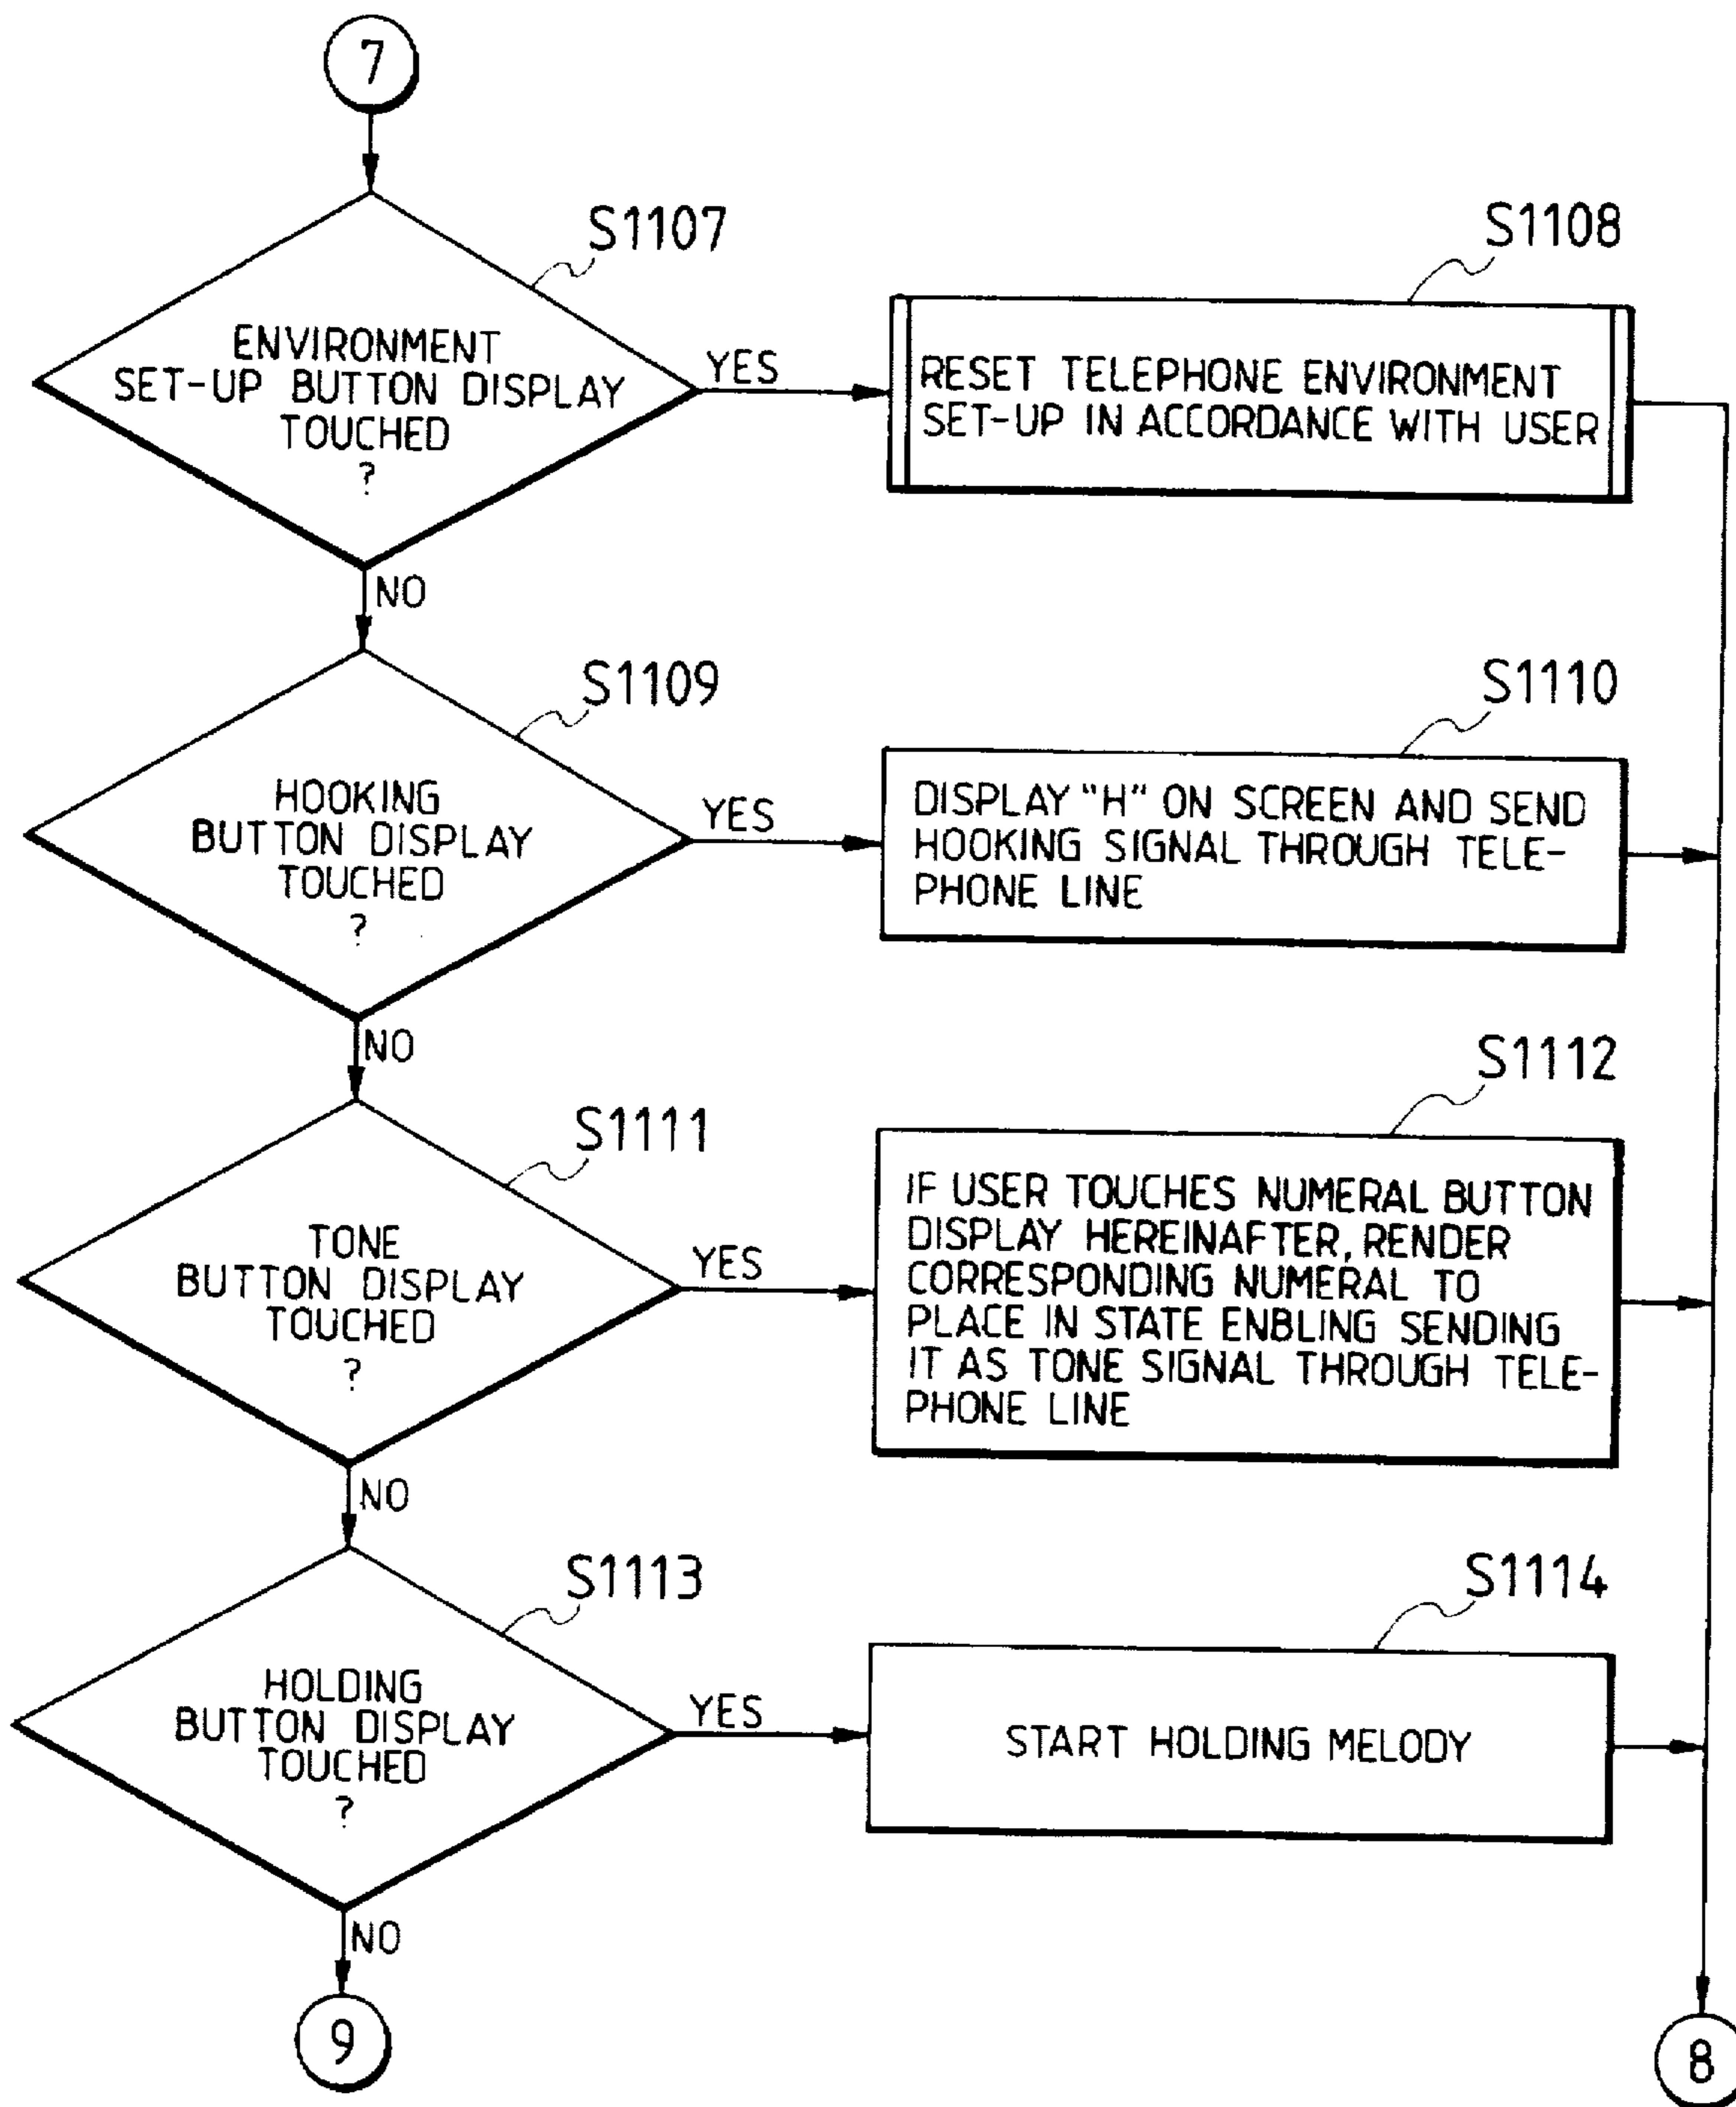 7
S1107
ENVIRONMENT
SET-UP BUTTON DISPLAY
TOUCHED
?
YES
NO
S1108
RESET TELEPHONE ENVIRONMENT
SET-UP IN ACCORDANCE WITH USER
S1109
HOOKING
BUTTON DISPLAY
TOUCHED
?
YES
NO
S1110
DISPLAY "H" ON SCREEN AND SEND
HOOKING SIGNAL THROUGH TELE-
PHONE LINE
S1111
TONE
BUTTON DISPLAY
TOUCHED
?
YES
NO
S1112
IF USER TOUCHES NUMERAL BUTTON
DISPLAY HEREINAFTER, RENDER
CORRESPONDING NUMERAL TO
PLACE IN STATE ENBLING SENDING
IT AS TONE SIGNAL THROUGH TELE-
PHONE LINE
S1113
HOLDING
BUTTON DISPLAY
TOUCHED
?
YES
NO
S1114
START HOLDING MELODY
9
8